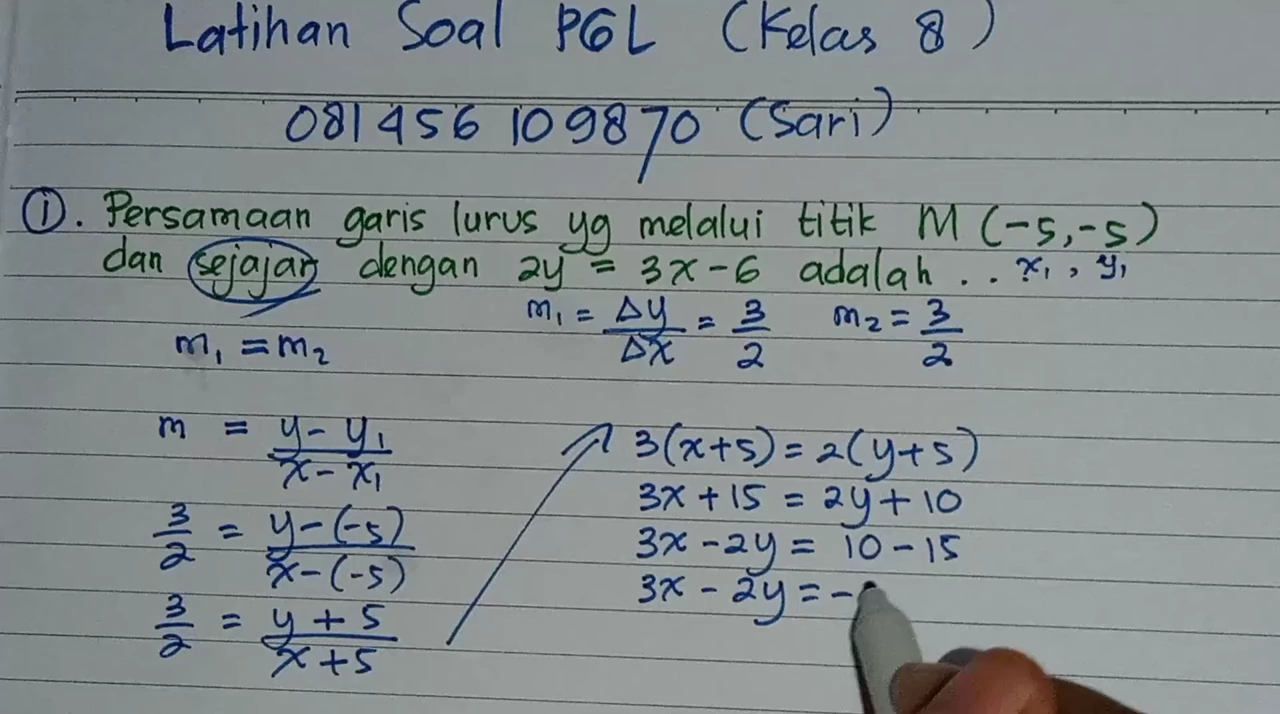 Latihan Soal PGL (Kelas 8)
081456109870 (Sari)
①. Persamaan garis lurus yg melalui titik M (-5,-5)
dan sejajar dengan 2y = 3x - 6 adalah . . x₁ , y₁
m₁ = Δy/Δx = 3/2 m₂ = 3/2
m₁ = m₂
m = y - y₁ / x - x₁
3/2 = y-(-5) / x-(-5)
3/2 = y + 5 / x + 5
3(x+5) = 2(y+5)
3x + 15 = 2y + 10
3x - 2y = 10 - 15
3x - 2y = -